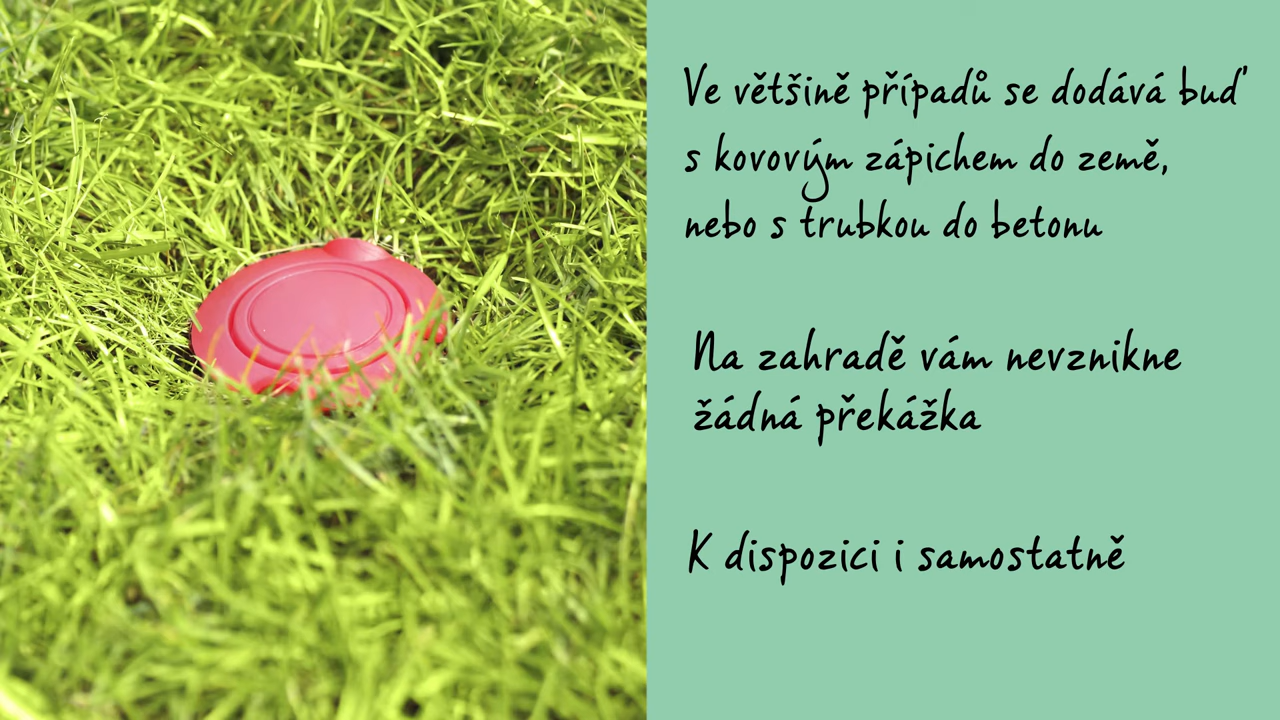 Ve většině případů se dodává buď
s kovovým zápichem do země,
nebo s trubkou do betonu
Na zahradě vám nevznikne
žádná překážka
K dispozici i samostatně